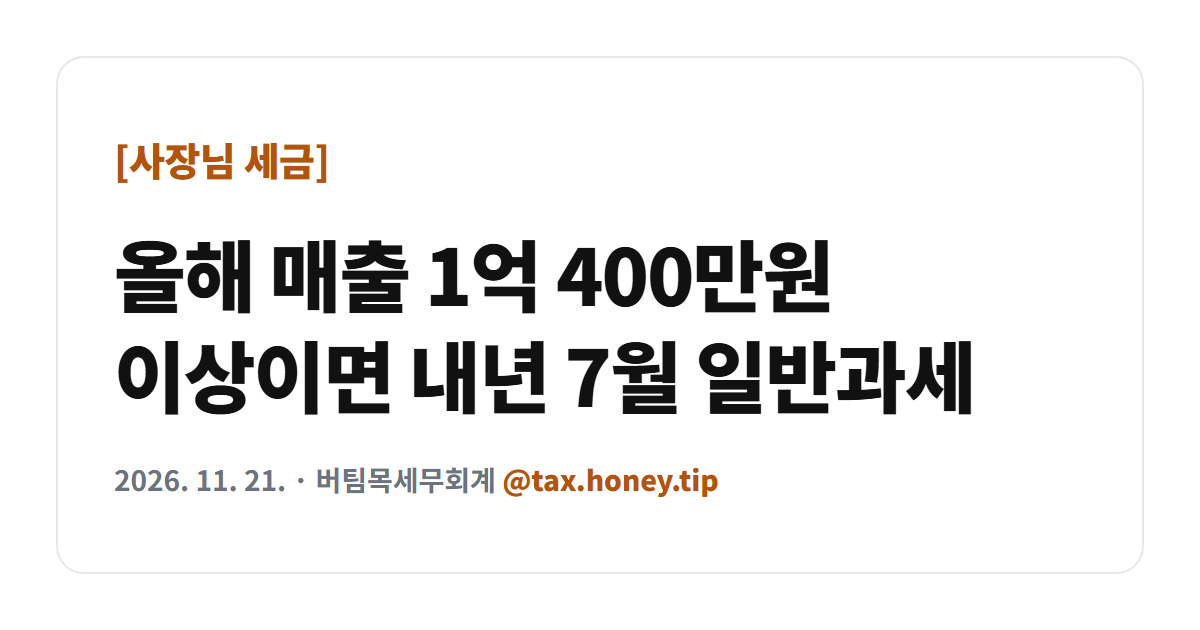 [사장님 세금]
올해 매출 1억 400만원
이상이면 내년 7월 일반과세
2026. 11. 21. · 버팀목세무회계 @tax.honey.tip